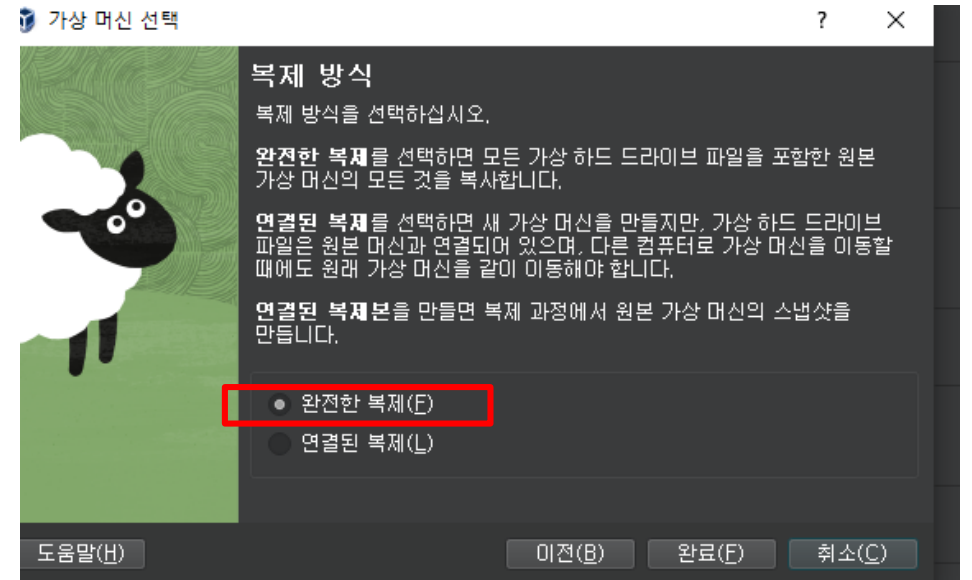 가상 머신 선택
? ×
복제 방식
복제 방식을 선택하십시오.
완전한 복제를 선택하면 모든 가상 하드 드라이브 파일을 포함한 원본
가상 머신의 모든 것을 복사합니다.
연결된 복제를 선택하면 새 가상 머신을 만들지만, 가상 하드 드라이브
파일은 원본 머신과 연결되어 있으며, 다른 컴퓨터로 가상 머신을 이동할
때에도 원래 가상 머신을 같이 이동해야 합니다.
연결된 복제본을 만들면 복제 과정에서 원본 가상 머신의 스냅샷을
만듭니다.
완전한 복제(F)
연결된 복제(L)
도움말(H) 이전(B) 완료(F) 취소(C)